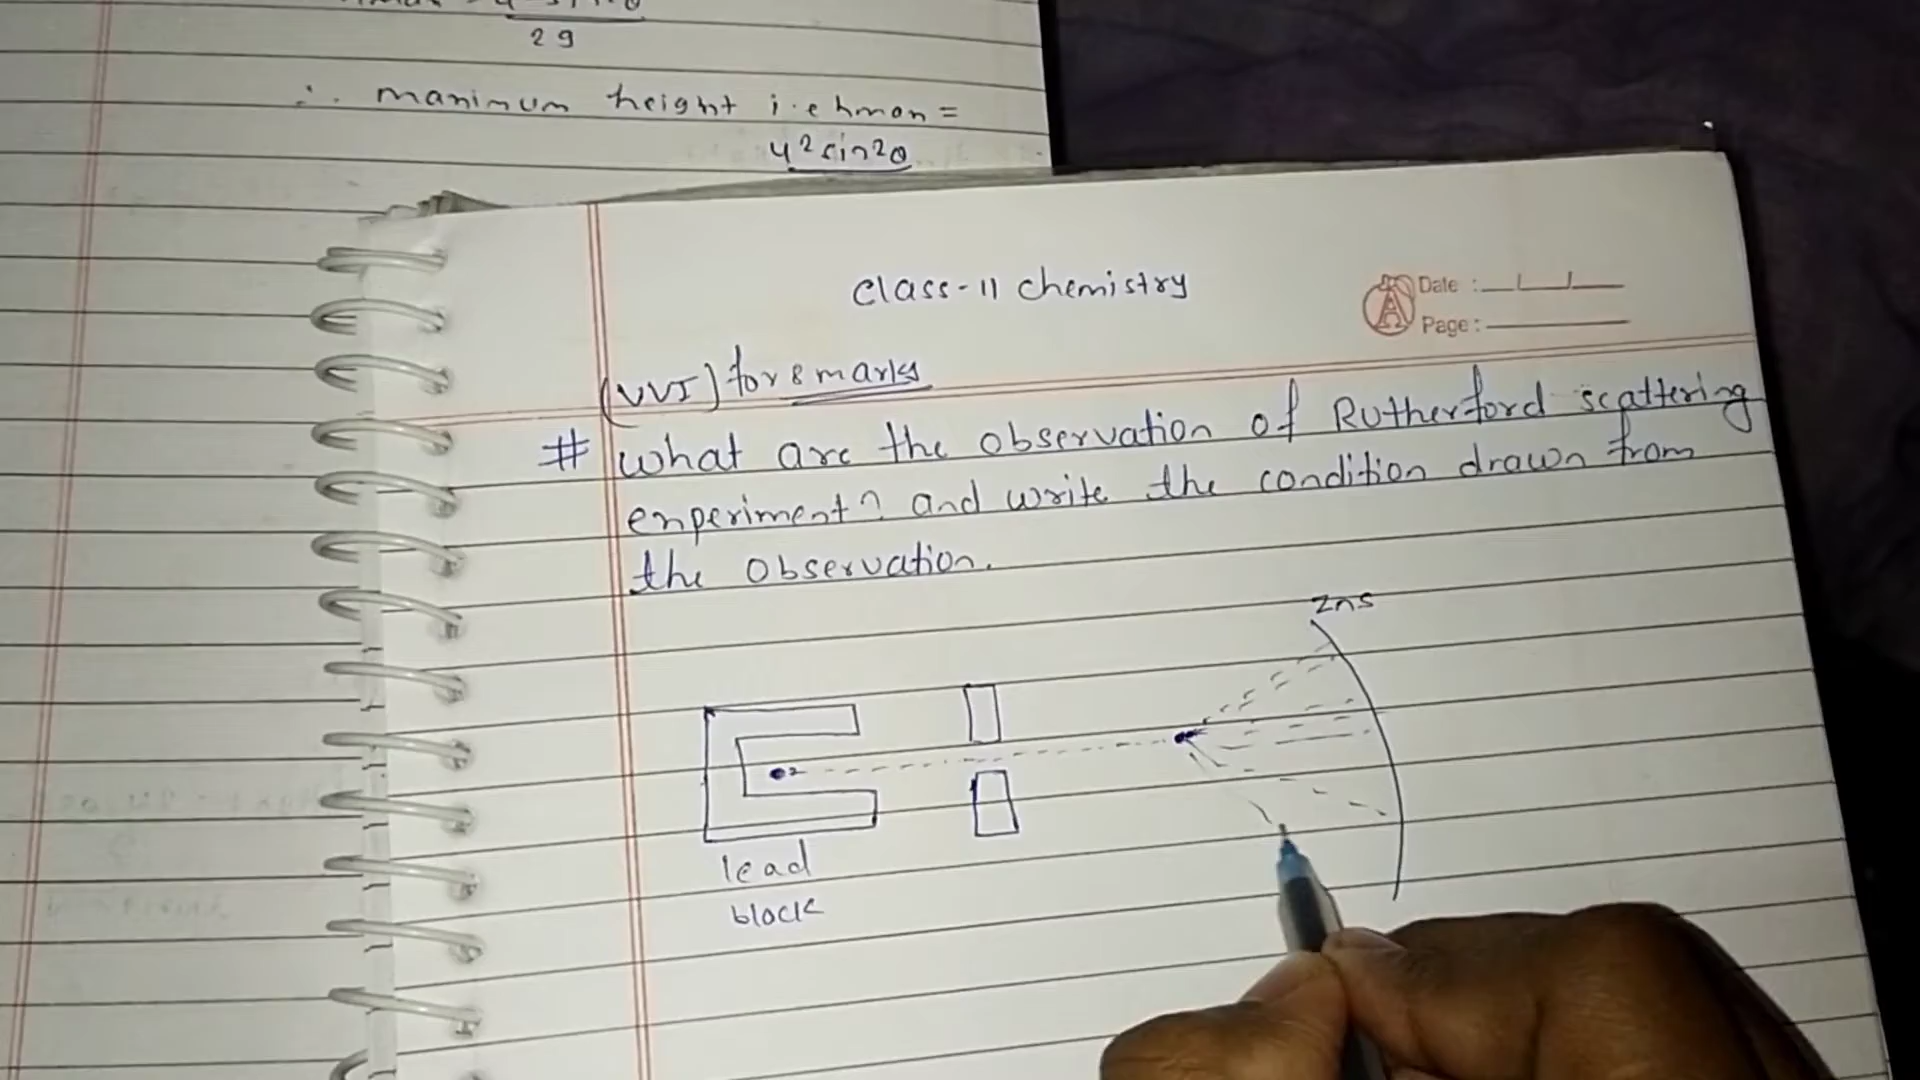 2g
∴ maximum height i.e hmax =
u²sin²θ
class-11 chemistry
Date :
Page :
(VVI) for 8 marks
# what are the observation of Rutherford scattering
experiment? and write the condition drawn from
the observation.
zns
lead
block